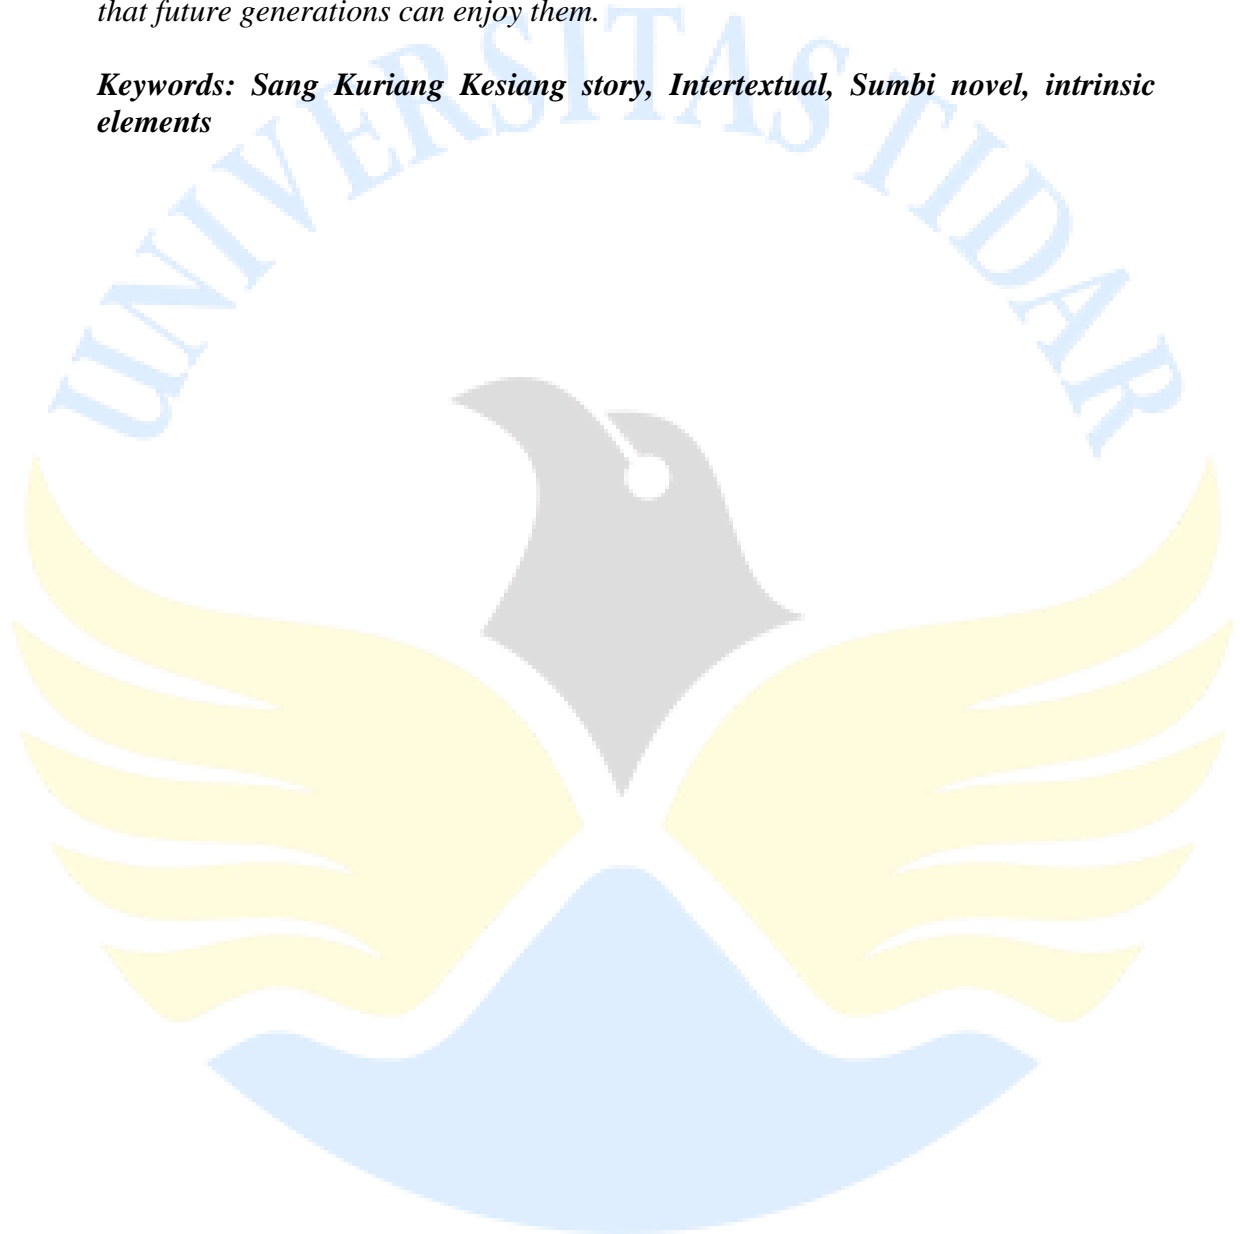 that future generations can enjoy them.
Keywords: Sang Kuriang Kesiang story, Intertextual, Sumbi novel, intrinsic
elements
UNIVERSITAS TIDAR